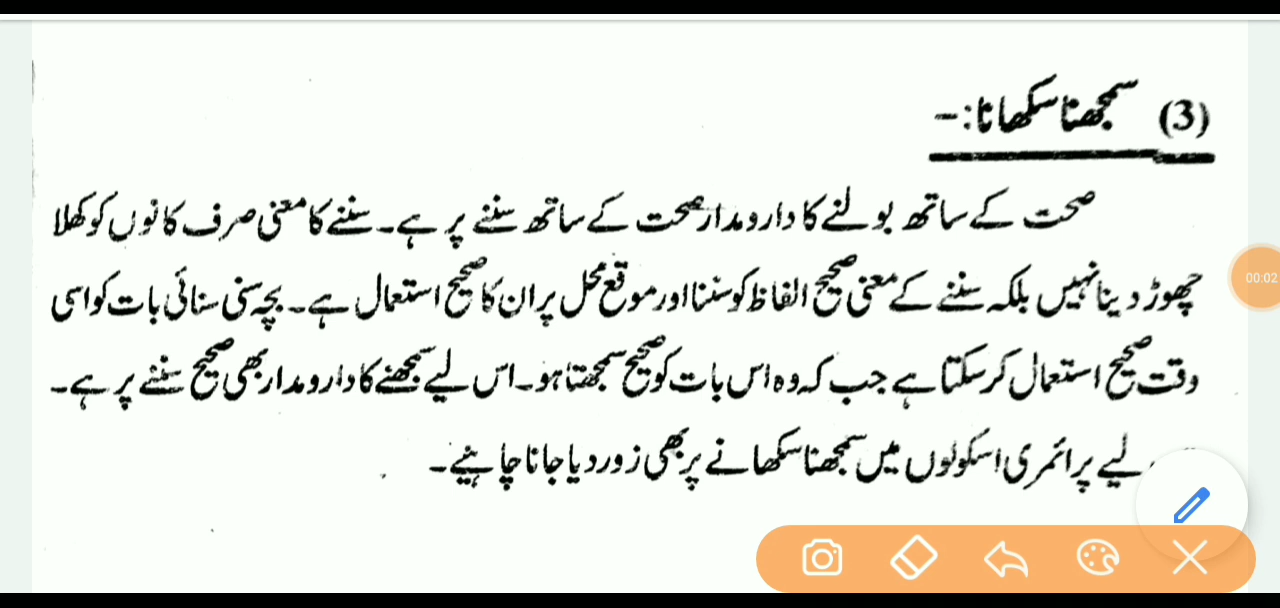 (3) سمجھنا سکھانا:-
صحت کے ساتھ بولنے کا دارومدار صحت کے ساتھ سننے پر ہے۔ سننے کا معنی صرف کانوں کو کھلا
چھوڑ دینا نہیں بلکہ سننے کے معنی صحیح الفاظ کو سننا اور موقع محل پر ان کا صحیح استعمال ہے۔ بچہ سنی سنائی بات کو اسی
00:02
وقت صحیح استعمال کر سکتا ہے جب کہ وہ اس بات کو صحیح سمجھتا ہو۔ اس لیے سمجھنے کا دارومدار بھی صحیح سننے پر ہے۔
لیے پرائمری اسکولوں میں سمجھنا سکھانے پر بھی زور دیا جانا چاہیئے۔